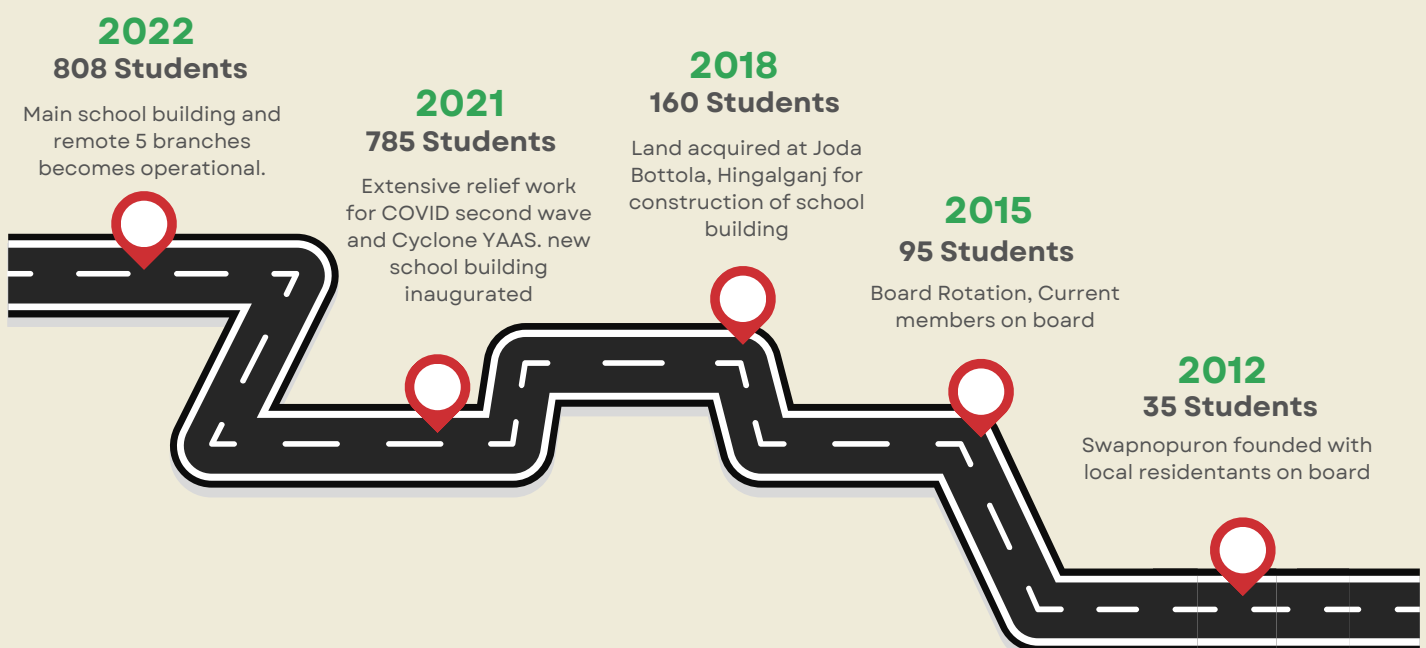 2022
808 Students
Main school building and
remote 5 branches
becomes operational.
2021
785 Students
Extensive relief work
for COVID second wave
and Cyclone YAAS. new
school building
inaugurated
2018
160 Students
Land acquired at Joda
Bottola, Hingalganj for
construction of school
building
2015
95 Students
Board Rotation, Current
members on board
2012
35 Students
Swapnopuron founded with
local residentants on board